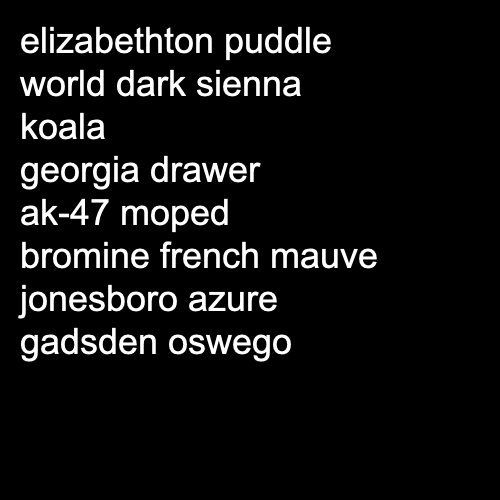 elizabethton puddle
world dark sienna
koala
georgia drawer
ak-47 moped
bromine french mauve
jonesboro azure
gadsden oswego